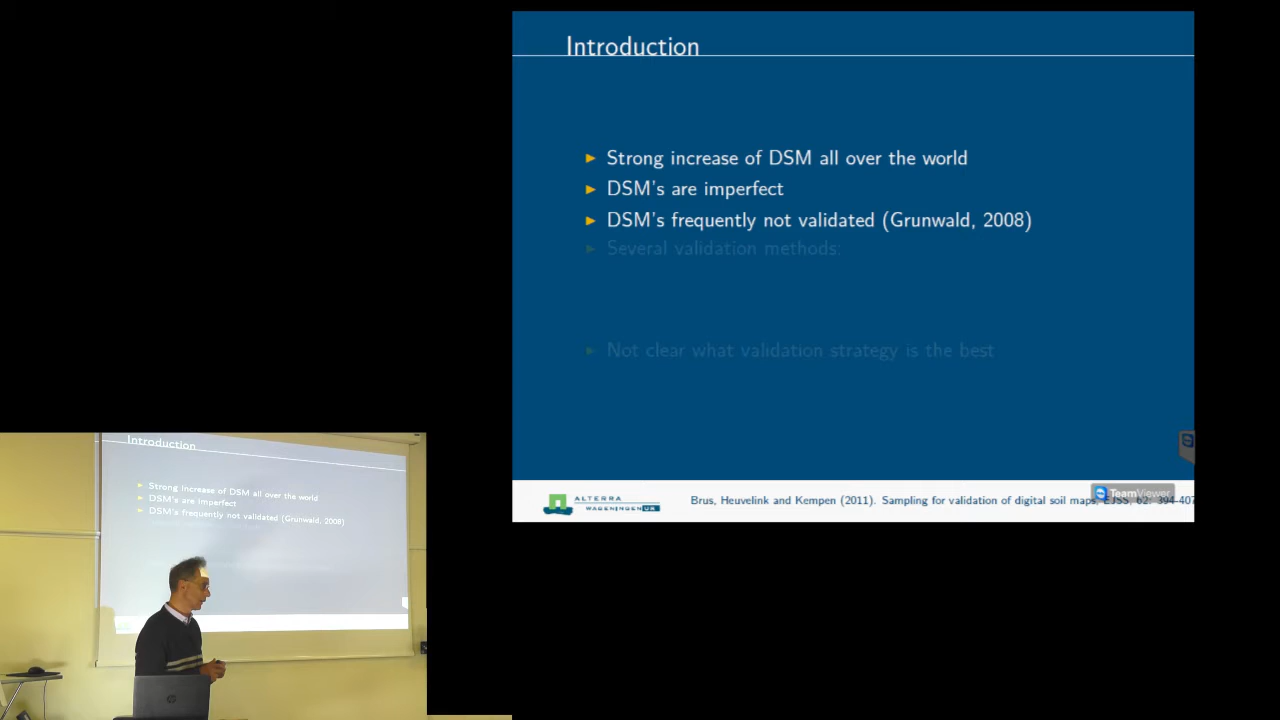 Introduction
Strong increase of DSM all over the world
DSM's are imperfect
DSM's frequently not validated (Grunwald, 2008)
Several validation methods:
Not clear what validation strategy is the best
ALTERRA
WAGENINGEN UR
Brus, Heuvelink and Kempen (2011). Sampling for validation of digital soil maps, EJSS, 62: 394-407
TeamViewer
Introduction
Strong increase of DSM all over the world
DSM's are imperfect
DSM's frequently not validated (Grunwald, 2008)
hp